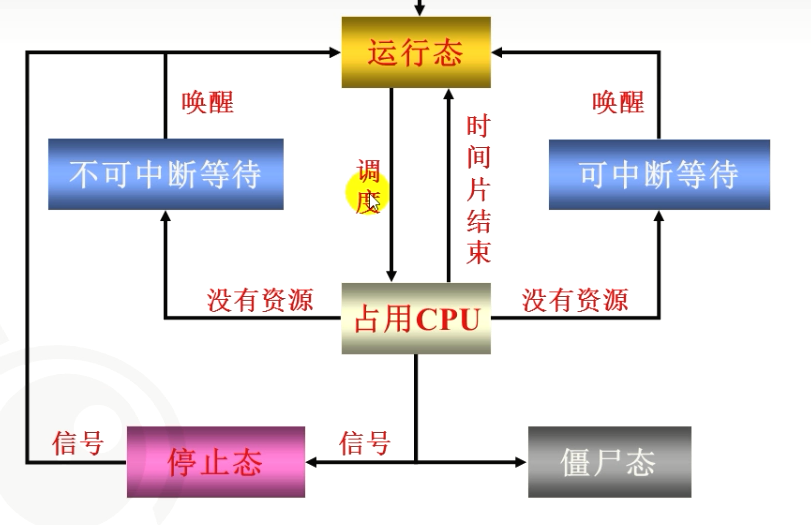 运行态
唤醒
唤醒
时间片结束
调度
不可中断等待
可中断等待
没有资源
占用CPU
没有资源
信号
停止态
信号
僵尸态